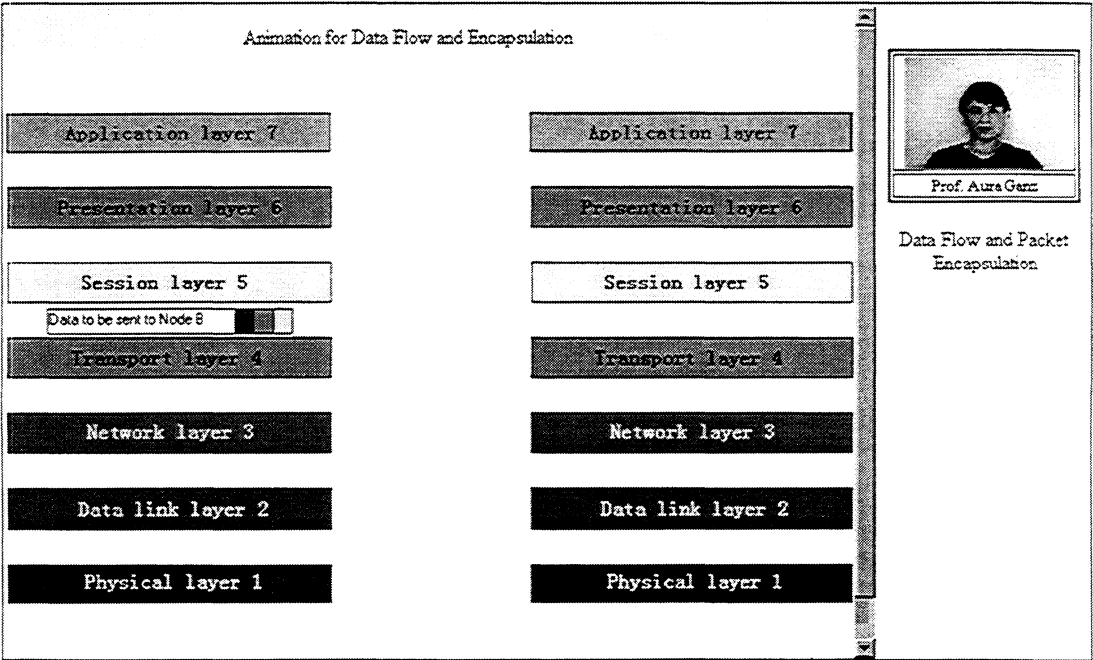 Animation for Data Flow and Encapsulation
Application layer 7
Application layer 7
Presentation layer 6
Presentation layer 6
Session layer 5
Session layer 5
Data to be sent to Node B
Transport layer 4
Transport layer 4
Network layer 3
Network layer 3
Data link layer 2
Data link layer 2
Physical layer 1
Physical layer 1
Prof. Aura Ganz
Data Flow and Packet
Encapsulation